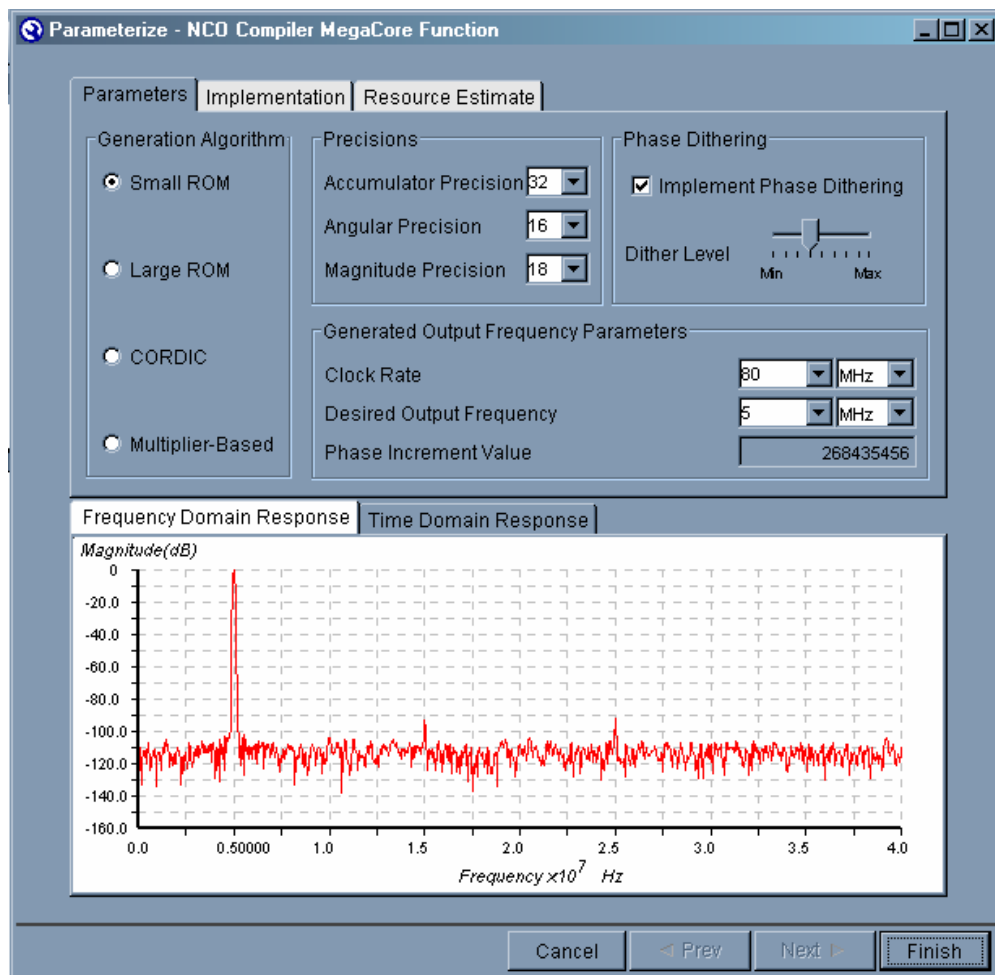 Parameterize - NCO Compiler MegaCore Function
Parameters Implementation Resource Estimate
Generation Algorithm
Small ROM
Large ROM
CORDIC
Multiplier-Based
Precisions
Accumulator Precision 32
Angular Precision 16
Magnitude Precision 18
Phase Dithering
Implement Phase Dithering
Dither Level
Min Max
Generated Output Frequency Parameters
Clock Rate 80 MHz
Desired Output Frequency 5 MHz
Phase Increment Value 268435456
Frequency Domain Response Time Domain Response
Magnitude(dB)
0
-20.0
-40.0
-60.0
-80.0
-100.0
-120.0
-140.0
-160.0
0.0 0.50000 1.0 1.5 2.0 2.5 3.0 3.5 4.0
Frequency x10^7 Hz
Cancel Prev Next Finish